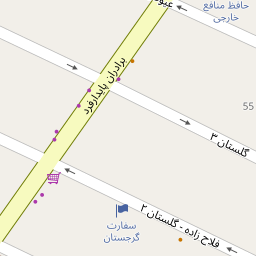 حافظ منافع
خارجی
برادران پایدارفرد
55
گلستان ۳
فلاح زاده - گلستان ۲
سفارت
گرجستان